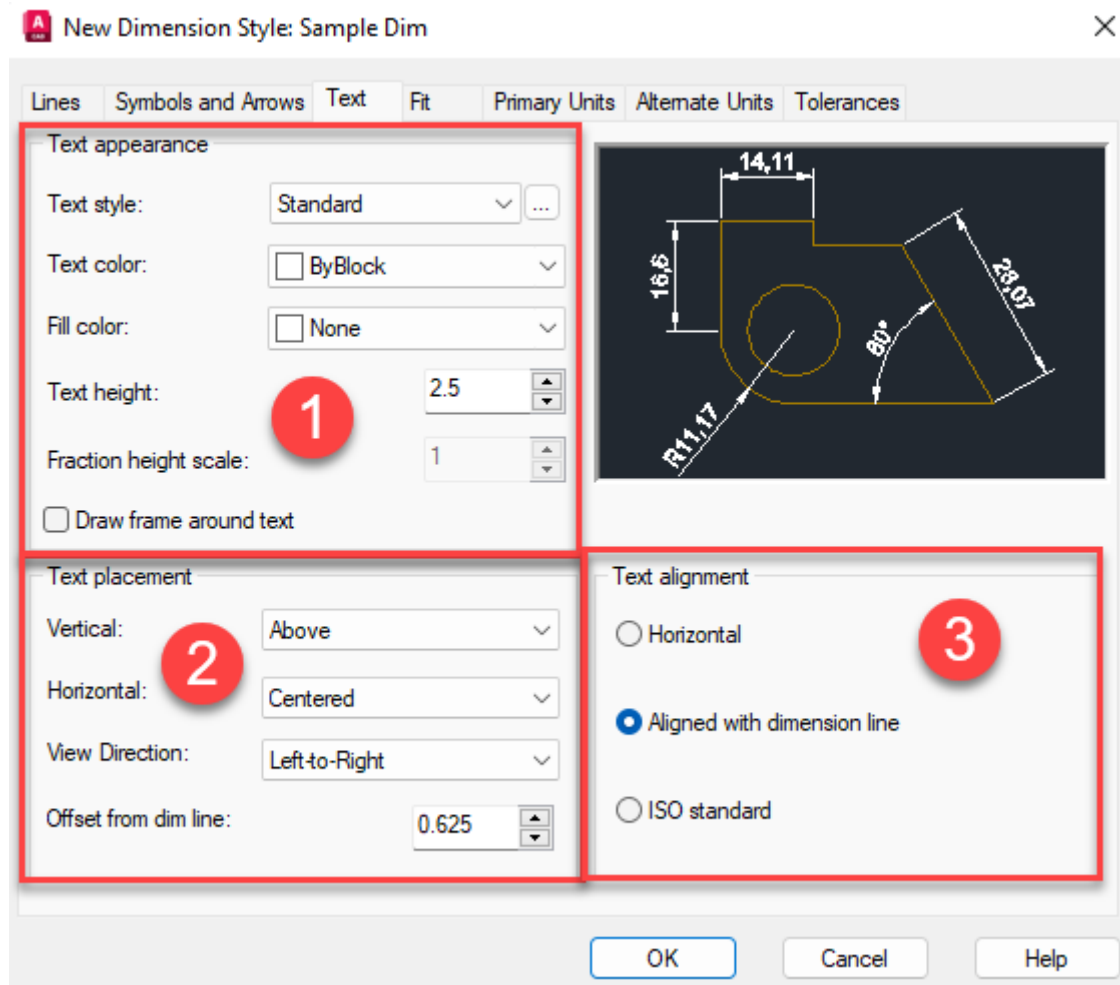 A
CAD
New Dimension Style: Sample Dim
Lines Symbols and Arrows Text Fit Primary Units Alternate Units Tolerances
Text appearance
Text style: Standard ...
Text color: ByBlock
Fill color: None
Text height: 2.5
1
Fraction height scale: 1
Draw frame around text
14,11
16,6
28,07
60°
R11,17
Text placement
Vertical: Above
2
Horizontal: Centered
View Direction: Left-to-Right
Offset from dim line: 0.625
Text alignment
Horizontal
3
Aligned with dimension line
ISO standard
OK Cancel Help